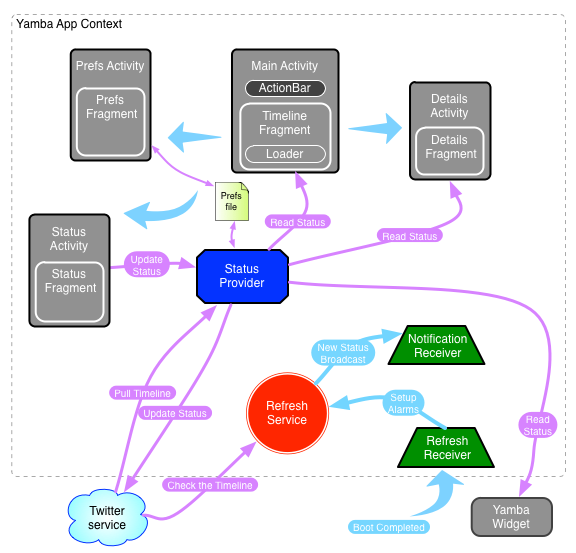 Yamba App Context
Prefs Activity
Prefs
Fragment
Main Activity
ActionBar
Timeline
Fragment
Loader
Details
Activity
Details
Fragment
Prefs
file
Read Status
Read Status
Status
Activity
Status
Fragment
Update
Status
Status
Provider
New Status
Broadcast
Notification
Receiver
Pull Timeline
Update Status
Refresh
Service
Setup
Alarms
Read
Status
Refresh
Receiver
Check the Timeline
Twitter
service
Boot Completed
Yamba
Widget